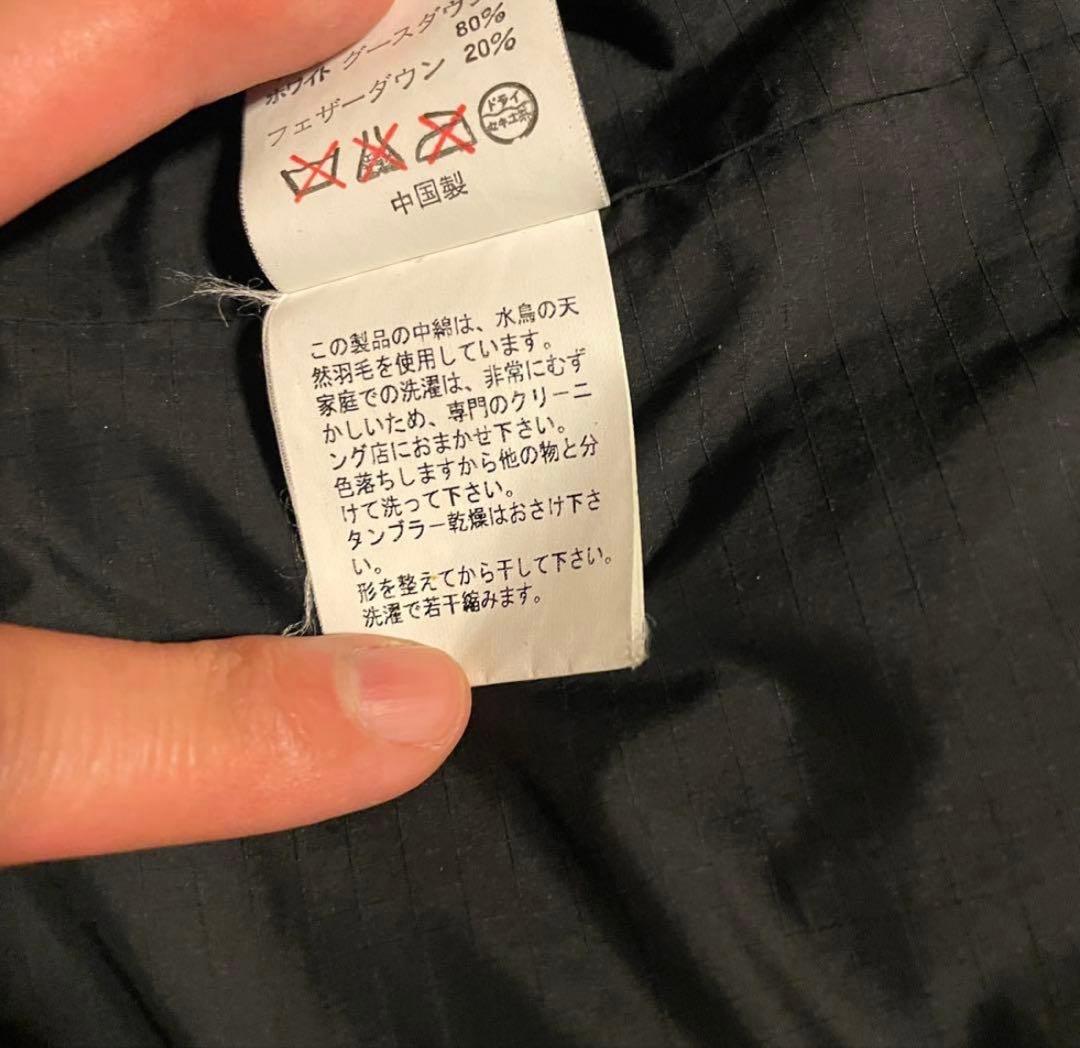 ホワイト グースダウン
80%
フェザーダウン 20%
ドライ
セキユ系
中国製
この製品の中綿は、水鳥の天
然羽毛を使用しています。
家庭での洗濯は、非常にむず
かしいため、専門のクリーニ
ング店におまかせ下さい。
色落ちしますから他の物と分
けて洗って下さい。
タンブラー乾燥はおさけ下さ
い。
形を整えてから干して下さい。
洗濯で若干縮みます。